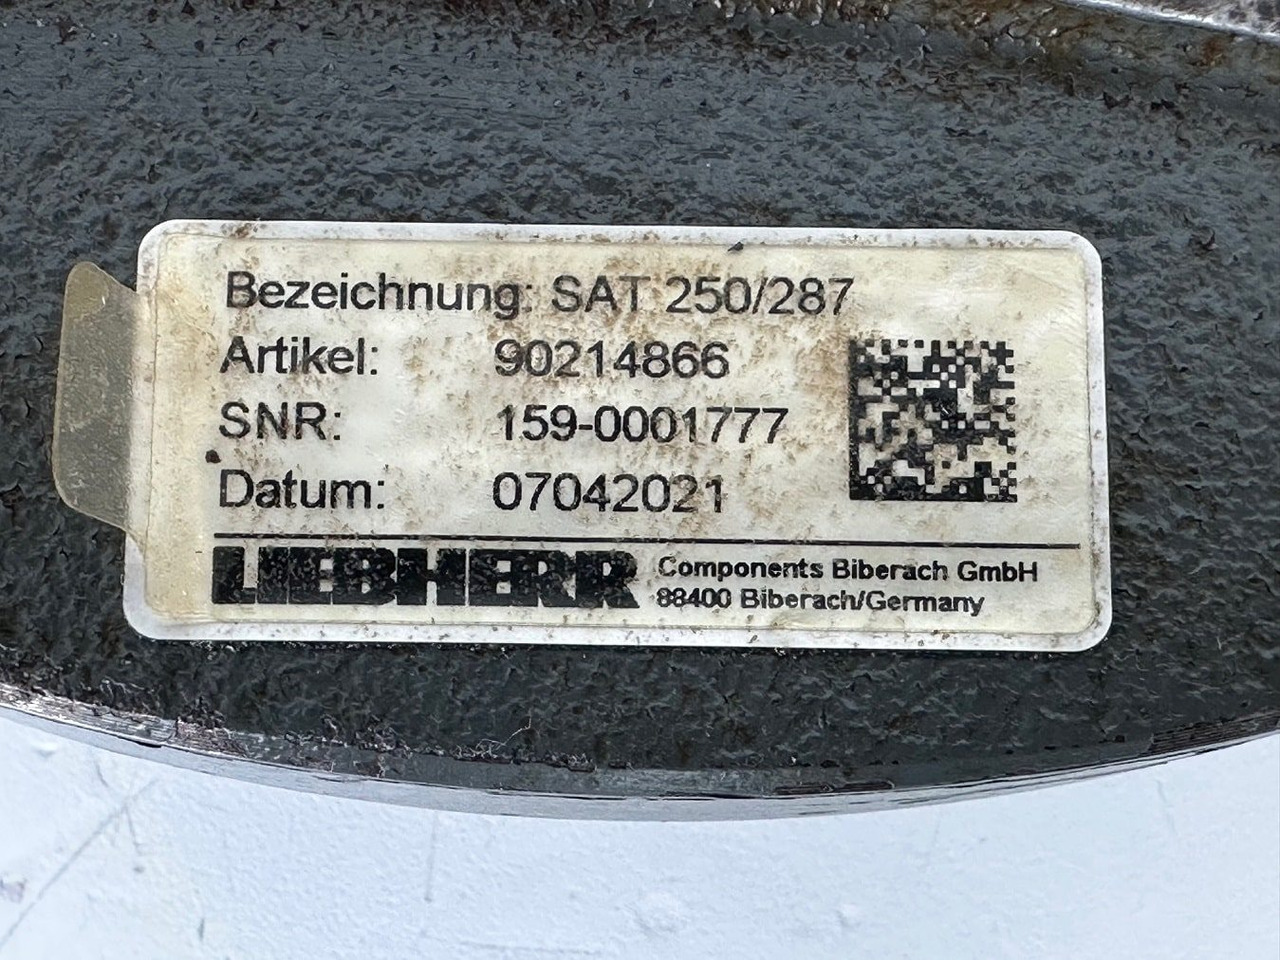 Bezeichnung: SAT 250/287
Artikel: 90214866
SNR: 159-0001777
Datum: 07042021
LIEBHERR
Components Biberach GmbH
88400 Biberach/Germany